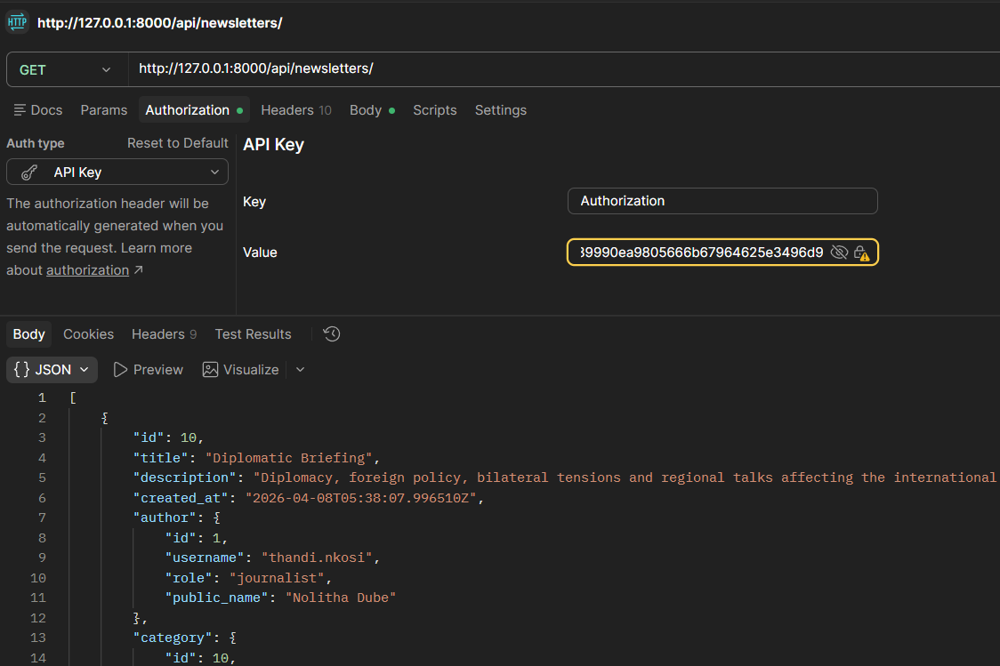 HTTP http://127.0.0.1:8000/api/newsletters/
GET http://127.0.0.1:8000/api/newsletters/
Docs Params Authorization Headers 10 Body Scripts Settings
Auth type Reset to Default
API Key
The authorization header will be
automatically generated when you
send the request. Learn more
about authorization ↗
API Key
Key Authorization
Value 39990ea9805666b67964625e3496d9
Body Cookies Headers 9 Test Results
{} JSON Preview Visualize
1 [
2 {
3 "id": 10,
4 "title": "Diplomatic Briefing",
5 "description": "Diplomacy, foreign policy, bilateral tensions and regional talks affecting the international
6 "created_at": "2026-04-08T05:38:07.996510Z",
7 "author": {
8 "id": 1,
9 "username": "thandi.nkosi",
10 "role": "journalist",
11 "public_name": "Nolitha Dube"
12 },
13 "category": {
14 "id": 10,